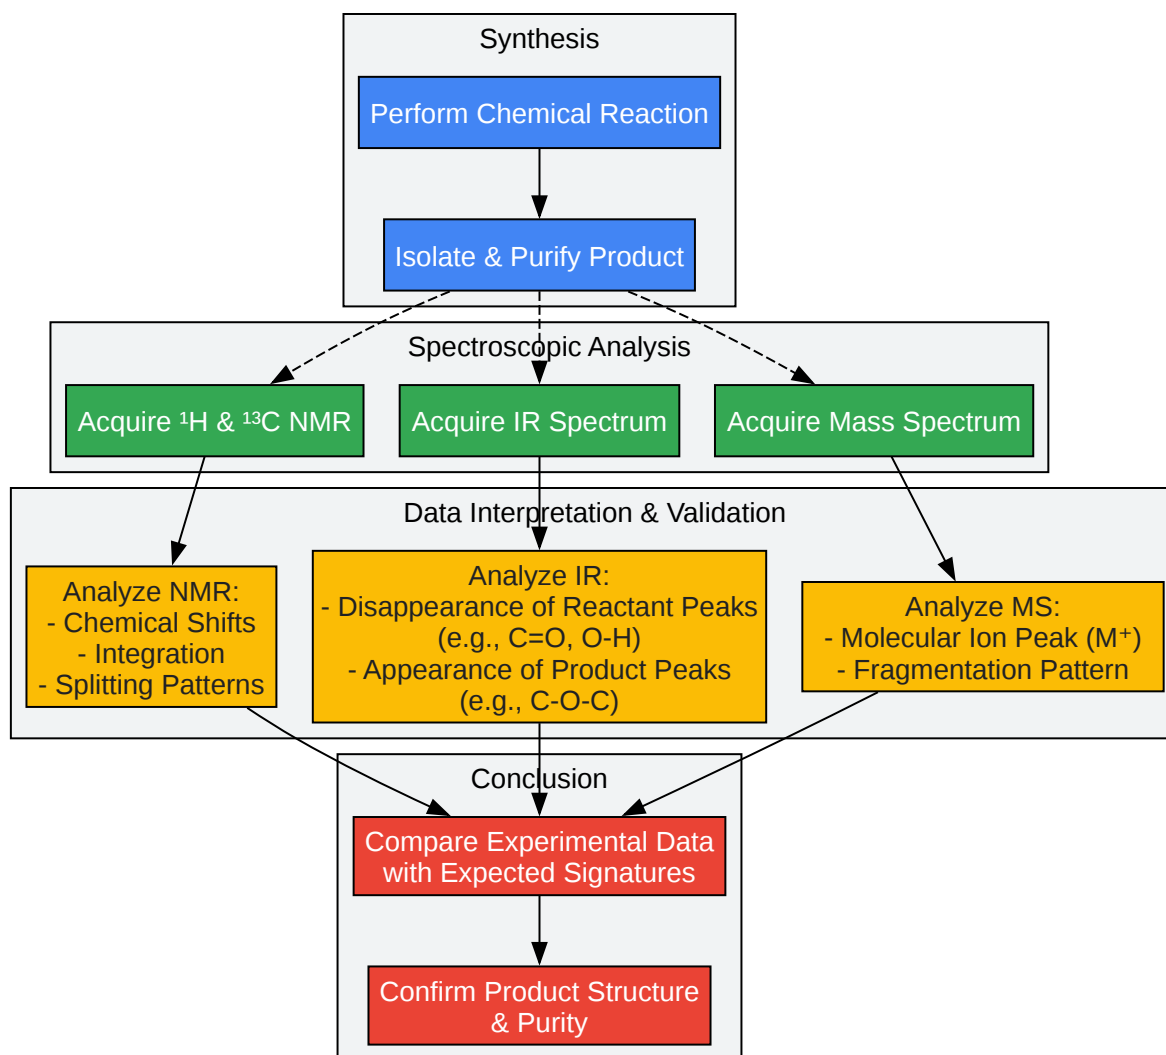 Synthesis
Perform Chemical Reaction
Isolate & Purify Product
Spectroscopic Analysis
Acquire ¹H & ¹³C NMR
Acquire IR Spectrum
Acquire Mass Spectrum
Data Interpretation & Validation
Analyze NMR:
- Chemical Shifts
- Integration
- Splitting Patterns
Analyze IR:
- Disappearance of Reactant Peaks
(e.g., C=O, O-H)
- Appearance of Product Peaks
(e.g., C-O-C)
Analyze MS:
- Molecular Ion Peak (M⁺)
- Fragmentation Pattern
Conclusion
Compare Experimental Data
with Expected Signatures
Confirm Product Structure
& Purity